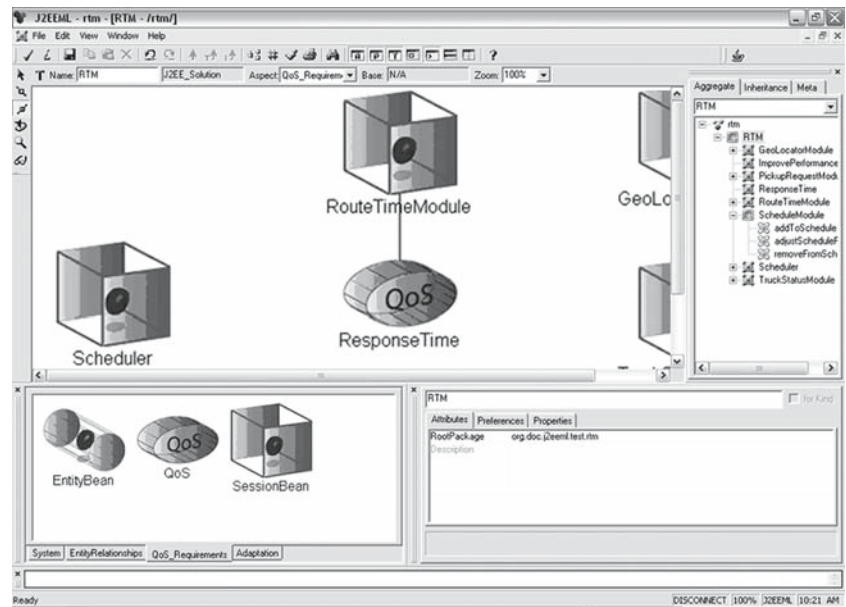 J2EEML - rtm - [RTM - /rtm/]
File Edit View Window Help
Name: RTM J2EE_Solution Aspect: QoS_Requirem Base: N/A Zoom: 100%
Aggregate Inheritance Meta
RTM
rtm
RTM
GeoLocatorModule
ImprovePerformance
PickupRequestModu
ResponseTime
RouteTimeModule
ScheduleModule
addToSchedule
adjustScheduleF
removeFromSch
Scheduler
TruckStatusModule
RouteTimeModule
GeoLo
QoS
ResponseTime
Scheduler
EntityBean
QoS
QoS
SessionBean
System EntityRelationships QoS_Requirements Adaptation
RTM for Kind
Attributes Preferences Properties
RootPackage org.doc.j2eeml.test.rtm
Description
Ready DISCONNECT 100% J2EEML 10:21 AM